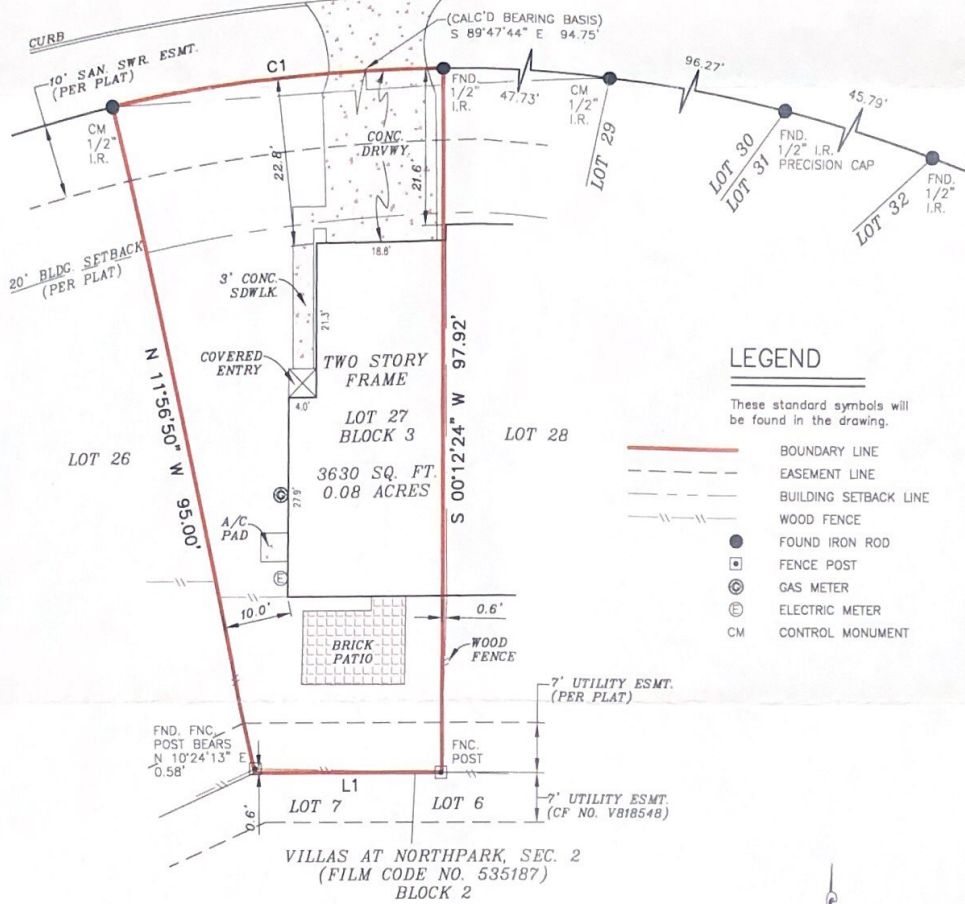 CURB
10' SAN. SWR. ESMT.
(PER PLAT)
C1
(CALC'D BEARING BASIS)
S 89°47'44" E 94.75'
CM
1/2"
I.R.
FND.
1/2"
I.R.
47.73'
CM
1/2"
I.R.
96.27'
FND.
1/2" I.R.
PRECISION CAP
45.79'
FND.
1/2"
I.R.
LOT 29
LOT 30
LOT 31
LOT 32
22.8'
CONC.
DRVWY
21.6'
20' BLDG. SETBACK
(PER PLAT)
18.8'
3' CONC.
SDWLK
21.3'
COVERED
ENTRY
4.0'
TWO STORY
FRAME
LOT 27
BLOCK 3
3630 SQ. FT.
0.08 ACRES
N 11°56'50" W 95.00'
S 00°12'24" W 97.92'
LOT 26
LOT 28
27.9'
A/C
PAD
E
10.0'
0.6'
BRICK
PATIO
WOOD
FENCE
7' UTILITY ESMT.
(PER PLAT)
FND. FNC.
POST BEARS
N 10°24'13" E
0.58'
FNC.
POST
L1
0.6'
LOT 7
LOT 6
7' UTILITY ESMT.
(CF NO. V818548)
VILLAS AT NORTHPARK, SEC. 2
(FILM CODE NO. 535187)
BLOCK 2
LEGEND
These standard symbols will
be found in the drawing.
BOUNDARY LINE
EASEMENT LINE
BUILDING SETBACK LINE
WOOD FENCE
FOUND IRON ROD
FENCE POST
G GAS METER
E ELECTRIC METER
CM CONTROL MONUMENT